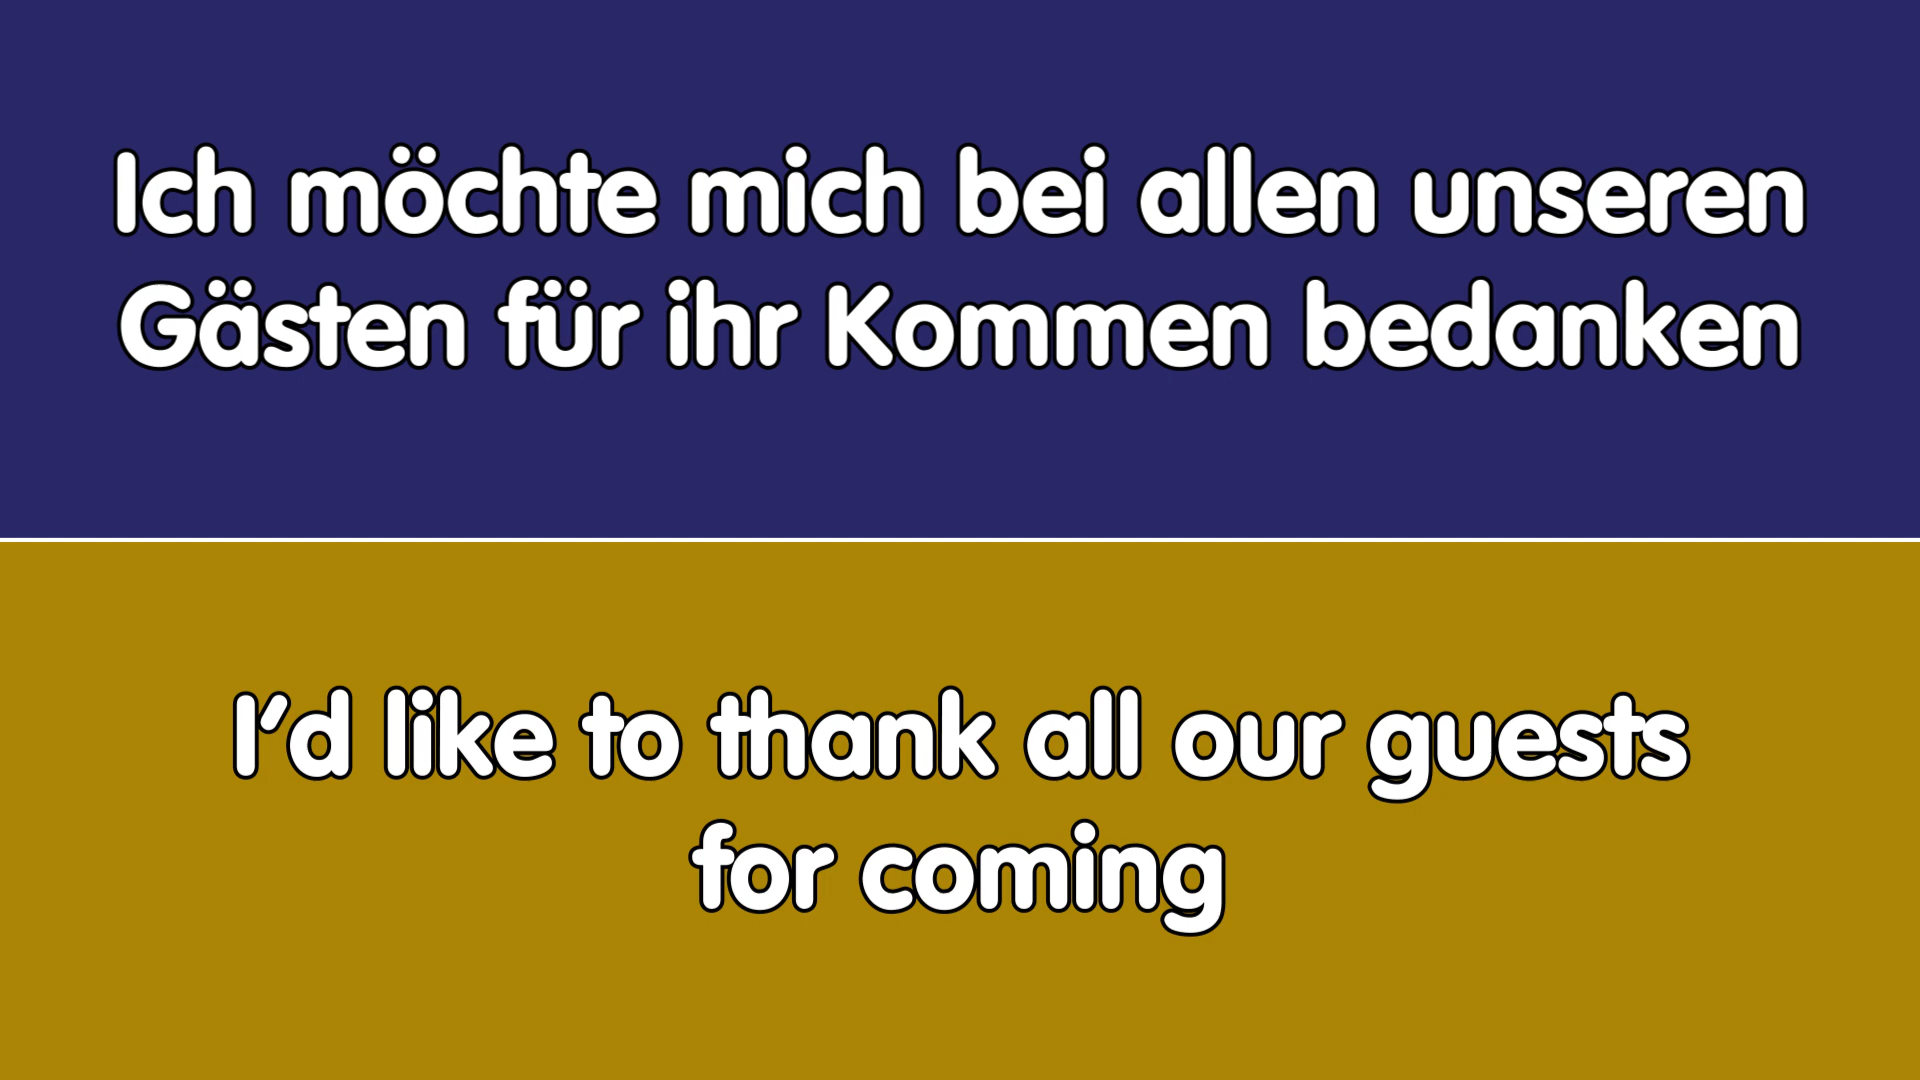 Ich möchte mich bei allen unseren
Gästen für ihr Kommen bedanken
I’d like to thank all our guests
for coming